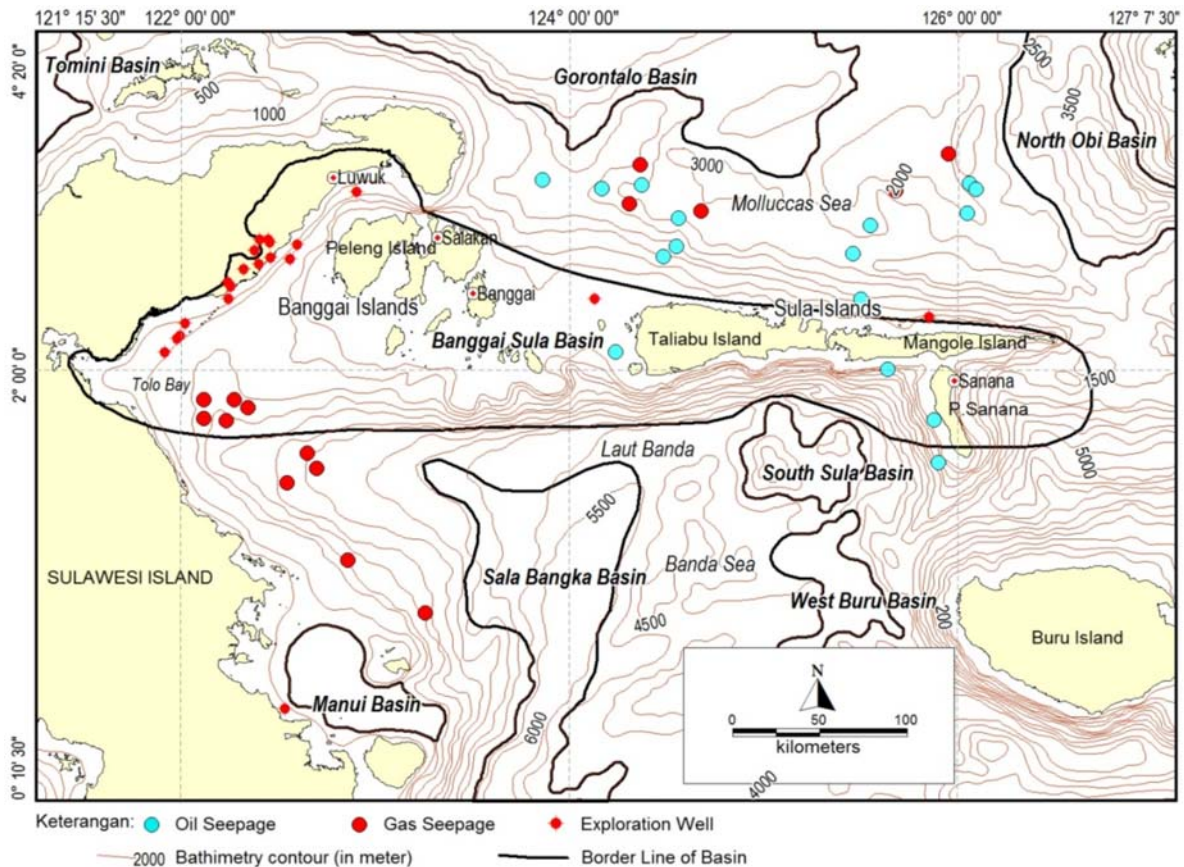 121° 15' 30"
122° 00' 00"
124° 00' 00"
126° 00' 00"
127° 7' 30"
4° 20' 0"
2° 00' 0"
0° 10' 30"
Tomini Basin
500
1000
Gorontalo Basin
2500
3500
North Obi Basin
3000
2000
Molluccas Sea
Luwuk
Peleng Island
Salakan
Banggai Islands
Banggai
Sula-Islands
Banggai Sula Basin
Taliabu Island
Mangole Island
Tolo Bay
Sanana
1500
P. Sanana
Laut Banda
South Sula Basin
5000
5500
SULAWESI ISLAND
Sala Bangka Basin
Banda Sea
West Buru Basin
200
4500
Buru Island
Manui Basin
6000
4000
N
0 50 100
kilometers
Keterangan: Oil Seepage Gas Seepage Exploration Well
2000 Bathimetry contour (in meter) Border Line of Basin